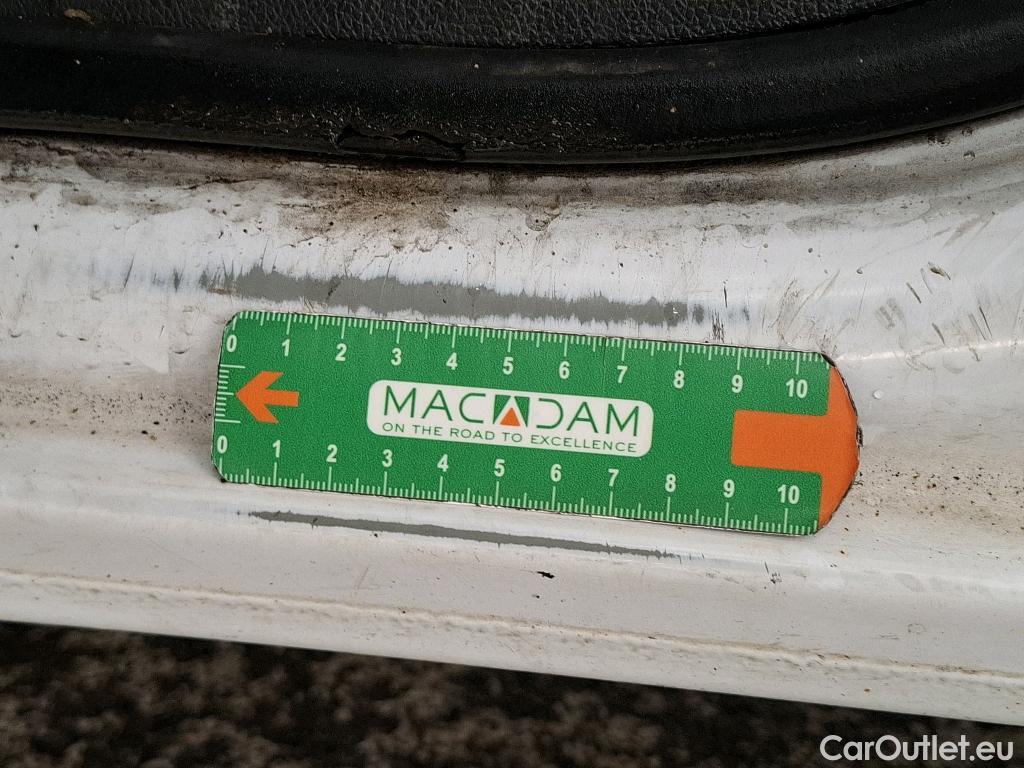 0 1 2 3 4 5 6 7 8 9 10
MACADAM
ON THE ROAD TO EXCELLENCE
0 1 2 3 4 5 6 7 8 9 10
CarOutlet.eu